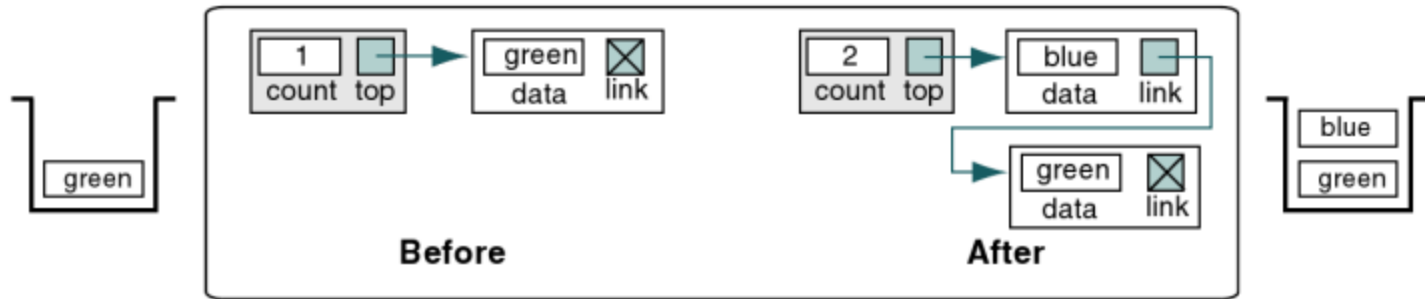 green
1
count top
green
data link
Before
2
count top
blue
data link
green
data link
After
blue
green